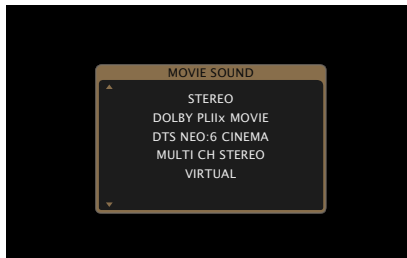 MOVIE SOUND
STEREO
DOLBY PLIIx MOVIE
DTS NEO:6 CINEMA
MULTI CH STEREO
VIRTUAL